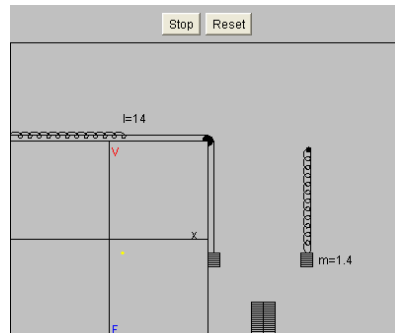 Stop Reset
l=14
V
x
m=1.4
F